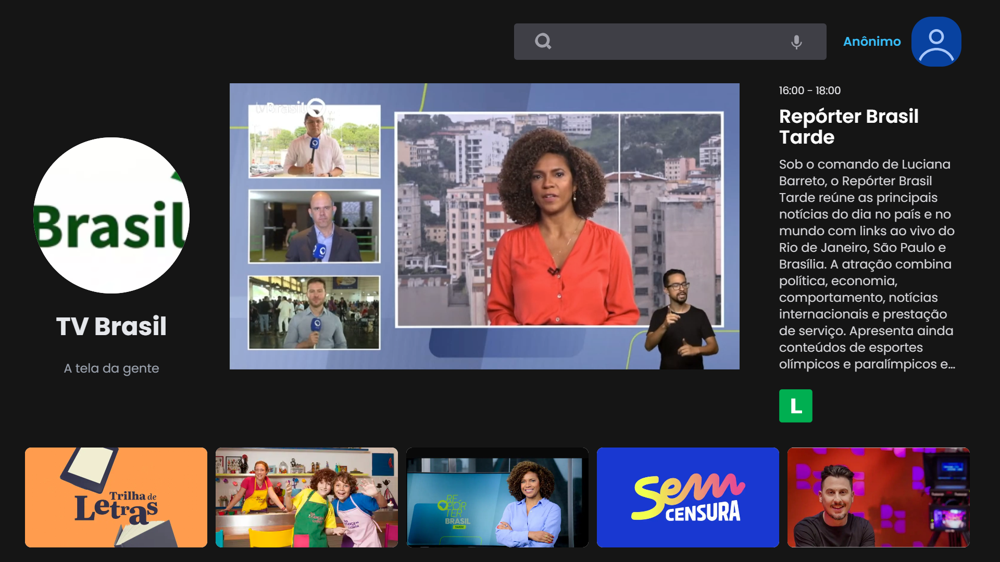 Anônimo
Brasil
TV Brasil
A tela da gente
tvBrasil
16:00 - 18:00
Repórter Brasil
Tarde
Sob o comando de Luciana
Barreto, o Repórter Brasil
Tarde reúne as principais
notícias do dia no país e no
mundo com links ao vivo do
Rio de Janeiro, São Paulo e
Brasília. A atração combina
política, economia,
comportamento, notícias
internacionais e prestação
de serviço. Apresenta ainda
conteúdos de esportes
olímpicos e paralímpicos e...
L
Trilha de
Letras
RE
PÓR
TER
BRASIL
TARDE
Sem
CENSURA